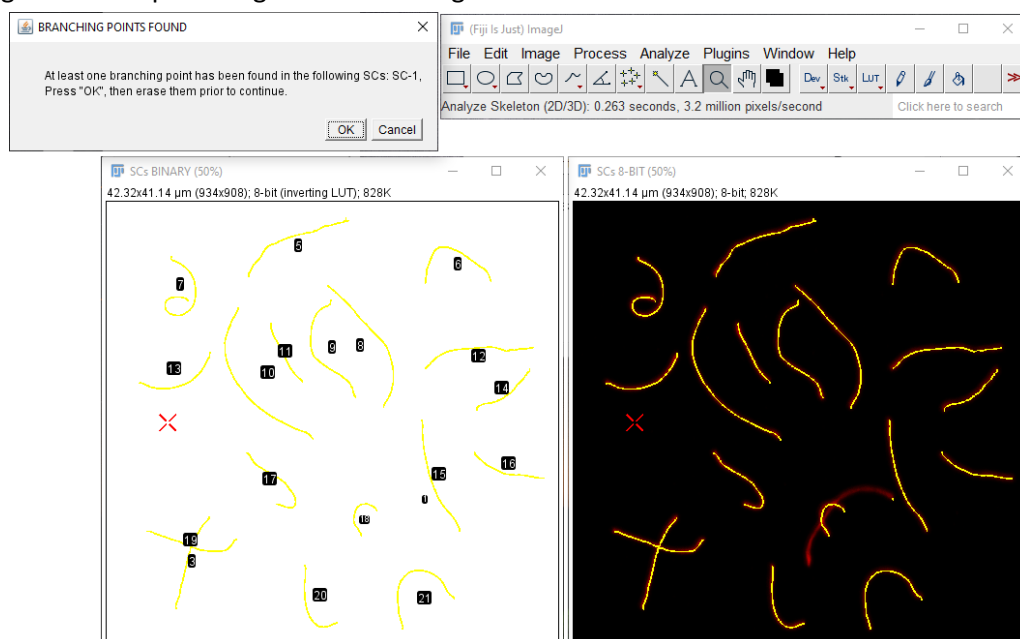 BRANCHING POINTS FOUND
At least one branching point has been found in the following SCs: SC-1,
Press "OK", then erase them prior to continue.
OK Cancel
(Fiji Is Just) ImageJ
File Edit Image Process Analyze Plugins Window Help
A Dev Stk LUT
Analyze Skeleton (2D/3D): 0.263 seconds, 3.2 million pixels/second Click here to search
SCs BINARY (50%)
42.32x41.14 µm (934x908); 8-bit (inverting LUT); 828K
5
6
7
11 9 8
12
13 10
14
16
17 15
1
18
19
3
20 21
SCs 8-BIT (50%)
42.32x41.14 µm (934x908); 8-bit; 828K